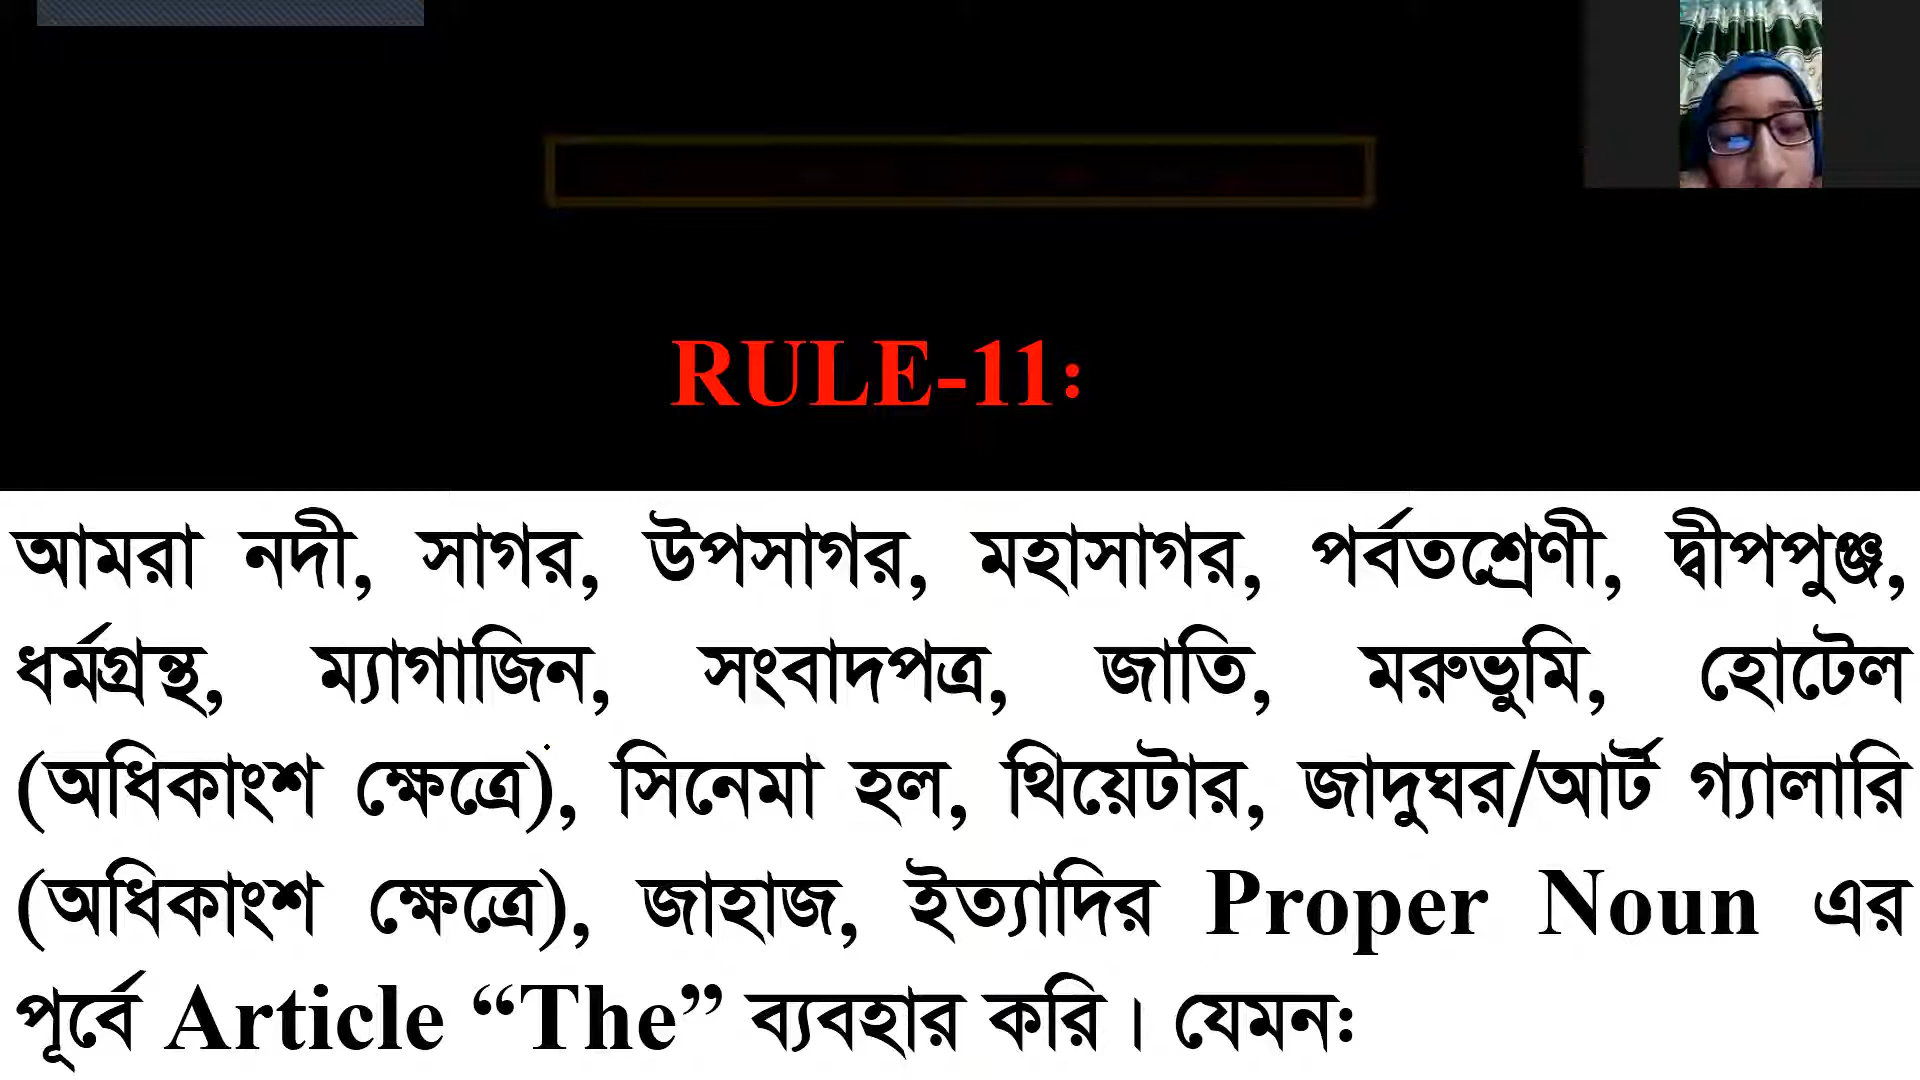 RULE-11ঃ
আমরা নদী, সাগর, উপসাগর, মহাসাগর, পর্বতশ্রেণী, দ্বীপপুঞ্জ,
ধর্মগ্রন্থ, ম্যাগাজিন, সংবাদপত্র, জাতি, মরুভুমি, হোটেল
(অধিকাংশ ক্ষেত্রে), সিনেমা হল, থিয়েটার, জাদুঘর/আর্ট গ্যালারি
(অধিকাংশ ক্ষেত্রে), জাহাজ, ইত্যাদির Proper Noun এর
পূর্বে Article “The” ব্যবহার করি। যেমনঃ